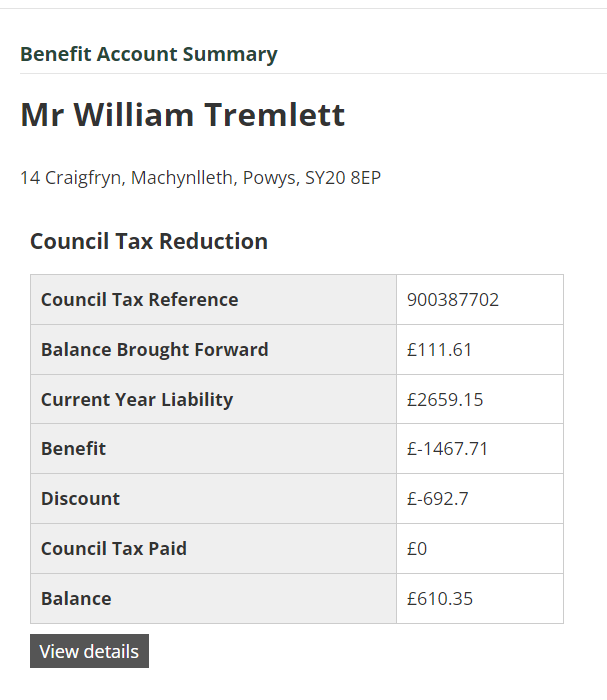 Benefit Account Summary
Mr William Tremlett
14 Craigfryn, Machynlleth, Powys, SY20 8EP
Council Tax Reduction
Council Tax Reference 900387702
Balance Brought Forward £111.61
Current Year Liability £2659.15
Benefit £-1467.71
Discount £-692.7
Council Tax Paid £0
Balance £610.35
View details